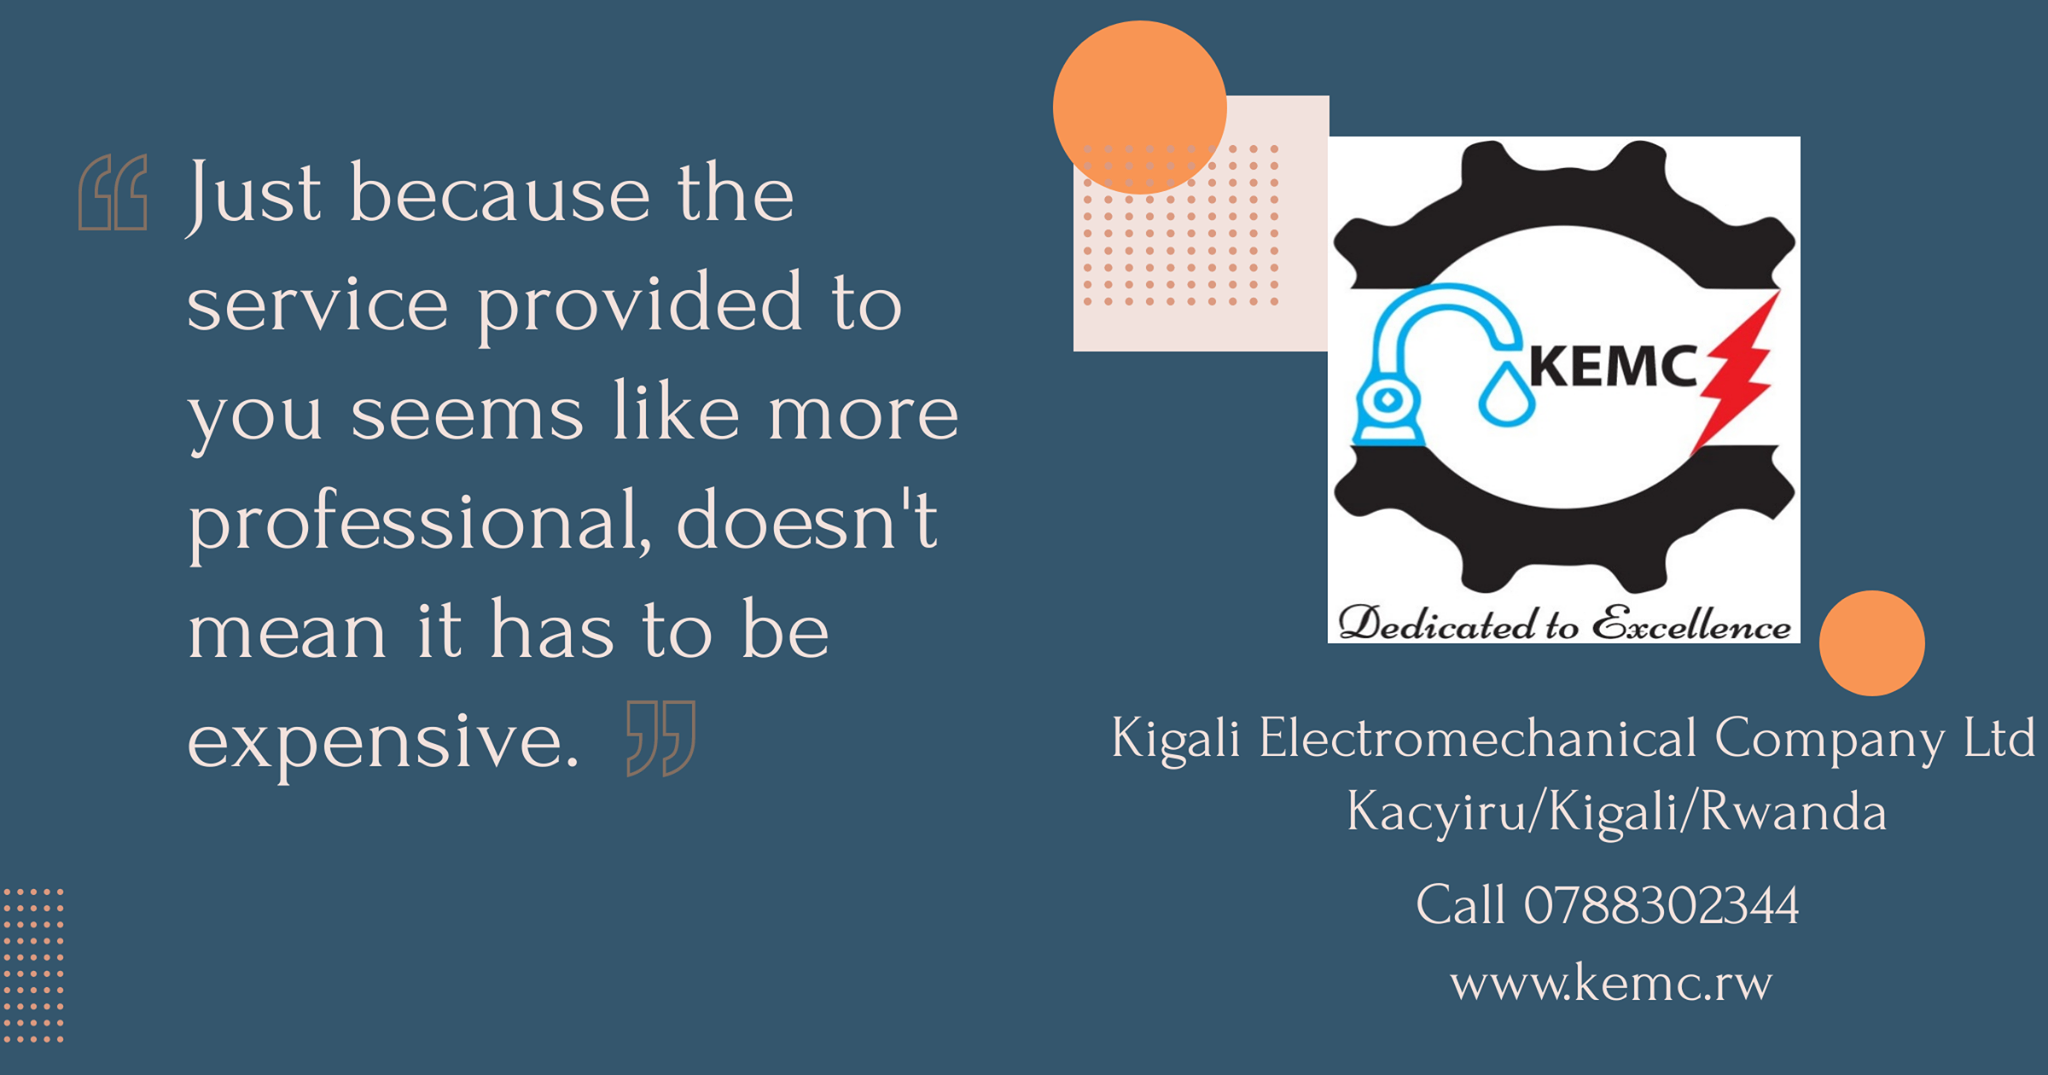 Just because the
service provided to
you seems like more
professional, doesn't
mean it has to be
expensive.
KEMC
Dedicated to Excellence
Kigali Electromechanical Company Ltd
Kacyiru/Kigali/Rwanda
Call 0788302344
www.kemc.rw